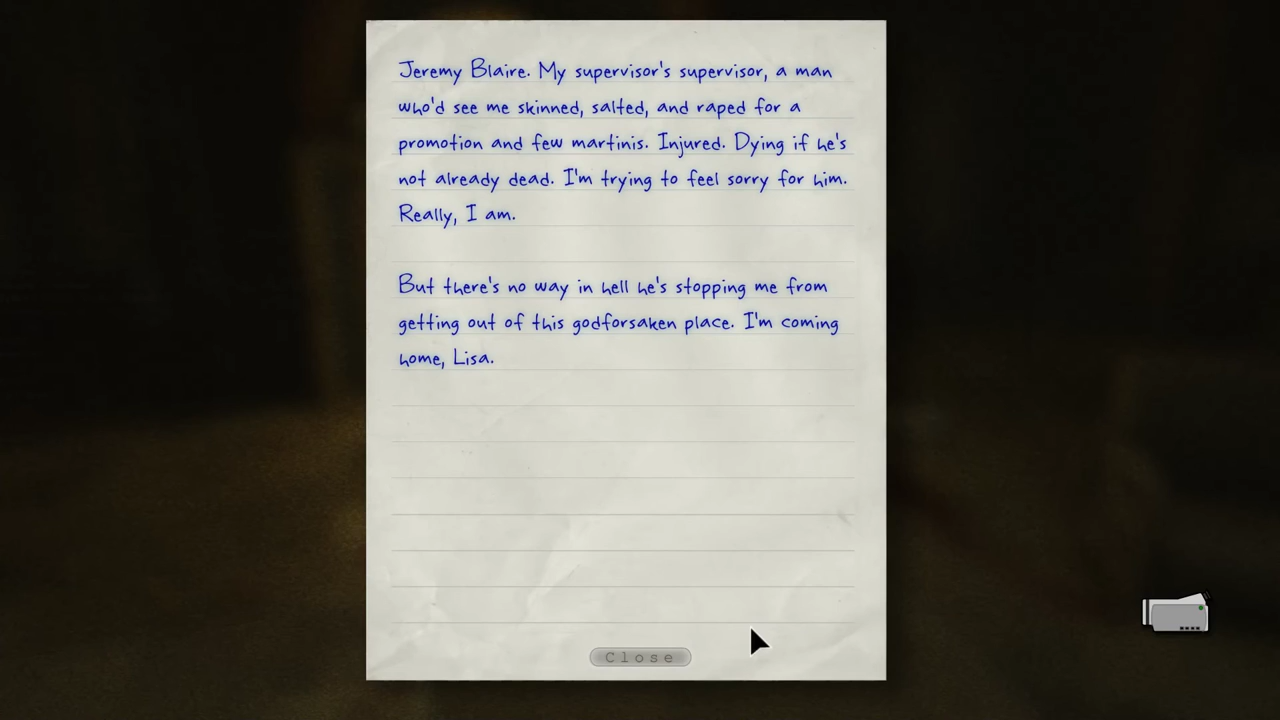 Jeremy Blaire. My supervisor's supervisor, a man
who'd see me skinned, salted, and raped for a
promotion and few martinis. Injured. Dying if he's
not already dead. I'm trying to feel sorry for him.
Really, I am.
But there's no way in hell he's stopping me from
getting out of this godforsaken place. I'm coming
home, Lisa.
Close